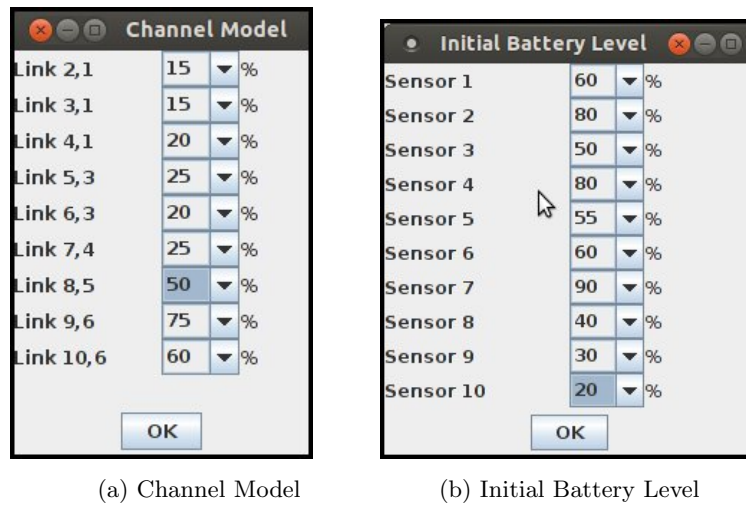 Channel Model
Link 2,1 15 %
Link 3,1 15 %
Link 4,1 20 %
Link 5,3 25 %
Link 6,3 20 %
Link 7,4 25 %
Link 8,5 50 %
Link 9,6 75 %
Link 10,6 60 %
OK
(a) Channel Model
Initial Battery Level
Sensor 1 60 %
Sensor 2 80 %
Sensor 3 50 %
Sensor 4 80 %
Sensor 5 55 %
Sensor 6 60 %
Sensor 7 90 %
Sensor 8 40 %
Sensor 9 30 %
Sensor 10 20 %
OK
(b) Initial Battery Level